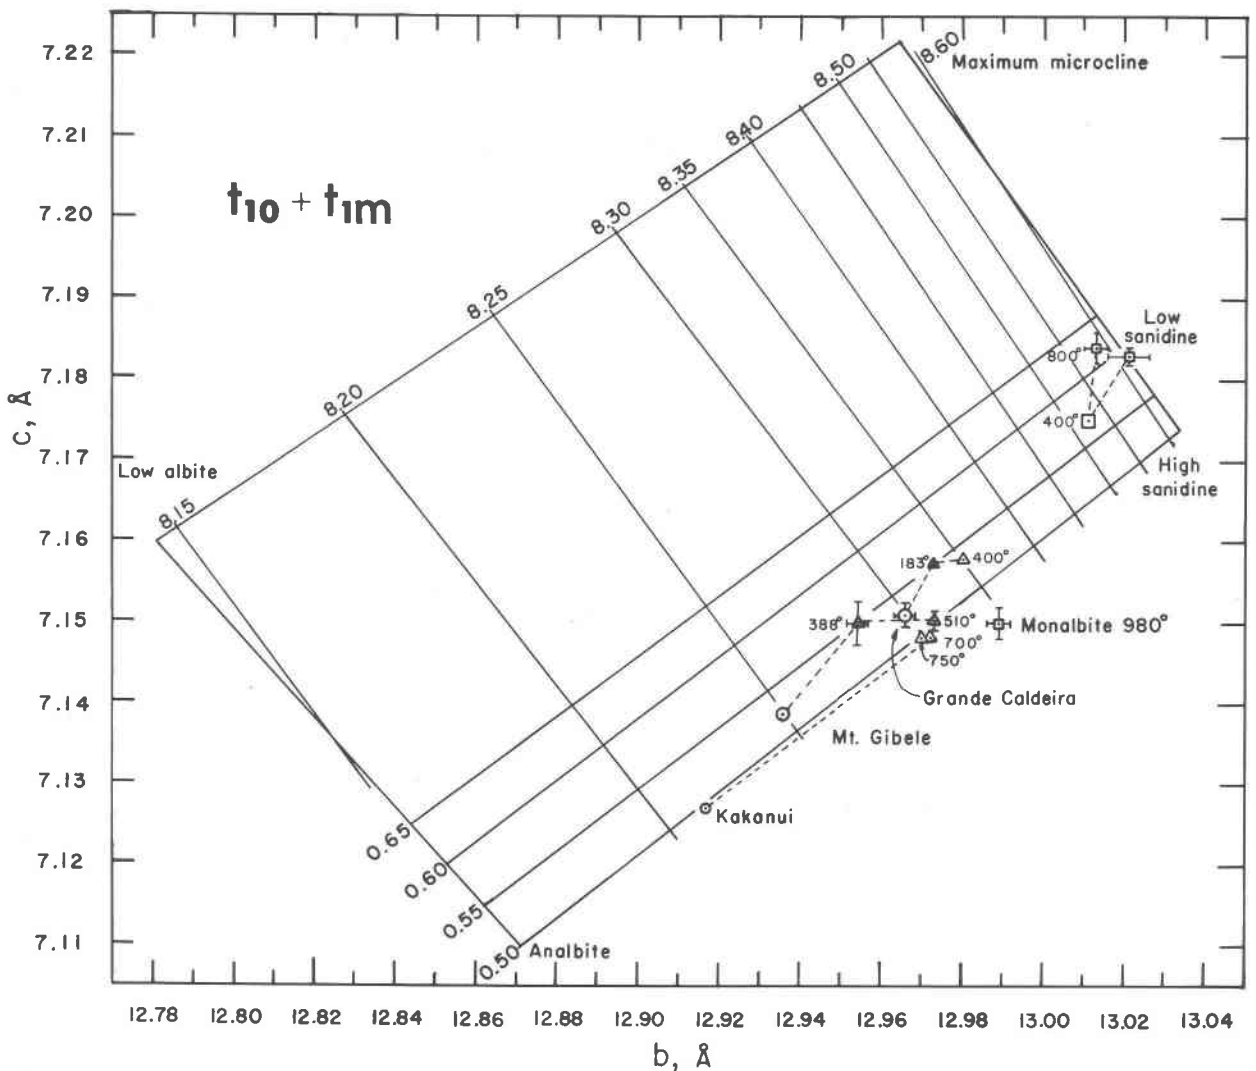 7.22
7.21
7.20
7.19
7.18
7.17
7.16
7.15
7.14
7.13
7.12
7.11
c, Å
t10 + t1m
8.60
Maximum microcline
8.50
8.40
8.35
8.30
8.25
8.20
8.15
Low albite
Low
sanidine
800°
400°
High
sanidine
183°
400°
388°
510°
700°
750°
Monalbite 980°
Grande Caldeira
Mt. Gibele
Kakanui
0.65
0.60
0.55
0.50
Analbite
12.78 12.80 12.82 12.84 12.86 12.88 12.90 12.92 12.94 12.96 12.98 13.00 13.02 13.04
b, Å